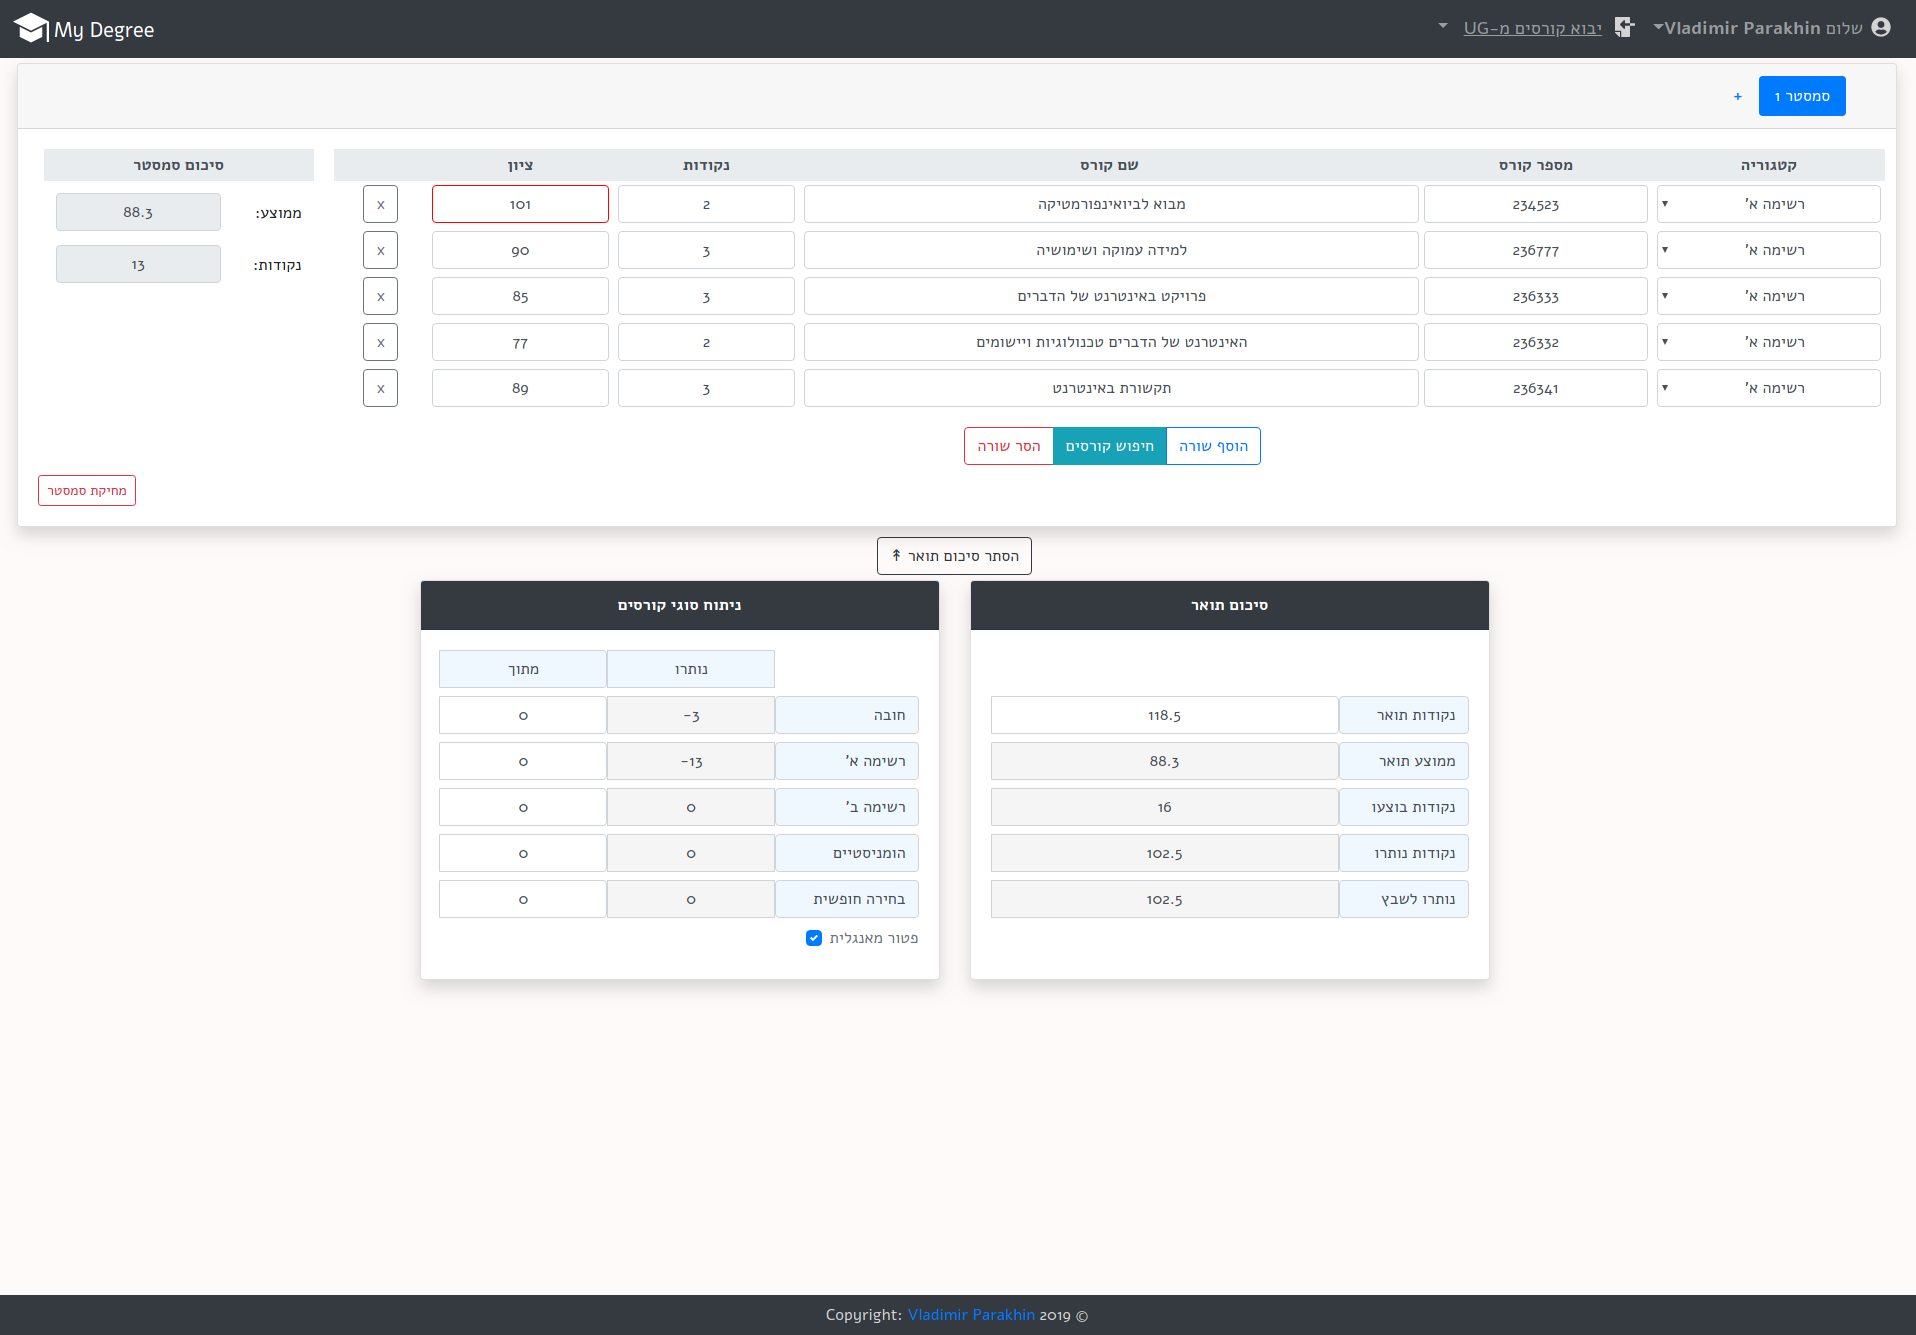 My Degree
שלום Vladimir Parakhin
יבוא קורסים מ-UG
סמסטר 1 +
קטגוריה מספר קורס שם קורס נקודות ציון
רשימה א' 234523 מבוא לביואינפורמטיקה 2 101 x
רשימה א' 236777 למידה עמוקה ושימושיה 3 90 x
רשימה א' 236333 פרויקט באינטרנט של הדברים 3 85 x
רשימה א' 236332 האינטרנט של הדברים טכנולוגיות ויישומים 2 77 x
רשימה א' 236341 תקשורת באינטרנט 3 89 x
הוסף שורה חיפוש קורסים הסר שורה
סיכום סמסטר
ממוצע: 88.3
נקודות: 13
מחיקת סמסטר
הסתר סיכום תואר ↟
סיכום תואר
נקודות תואר 118.5
ממוצע תואר 88.3
נקודות בוצעו 16
נקודות נותרו 102.5
נותרו לשבץ 102.5
ניתוח סוגי קורסים
נותרו מתוך
חובה -3 0
רשימה א' -13 0
רשימה ב' 0 0
הומניסטיים 0 0
בחירה חופשית 0 0
פטור מאנגלית
Copyright: Vladimir Parakhin 2019 ©